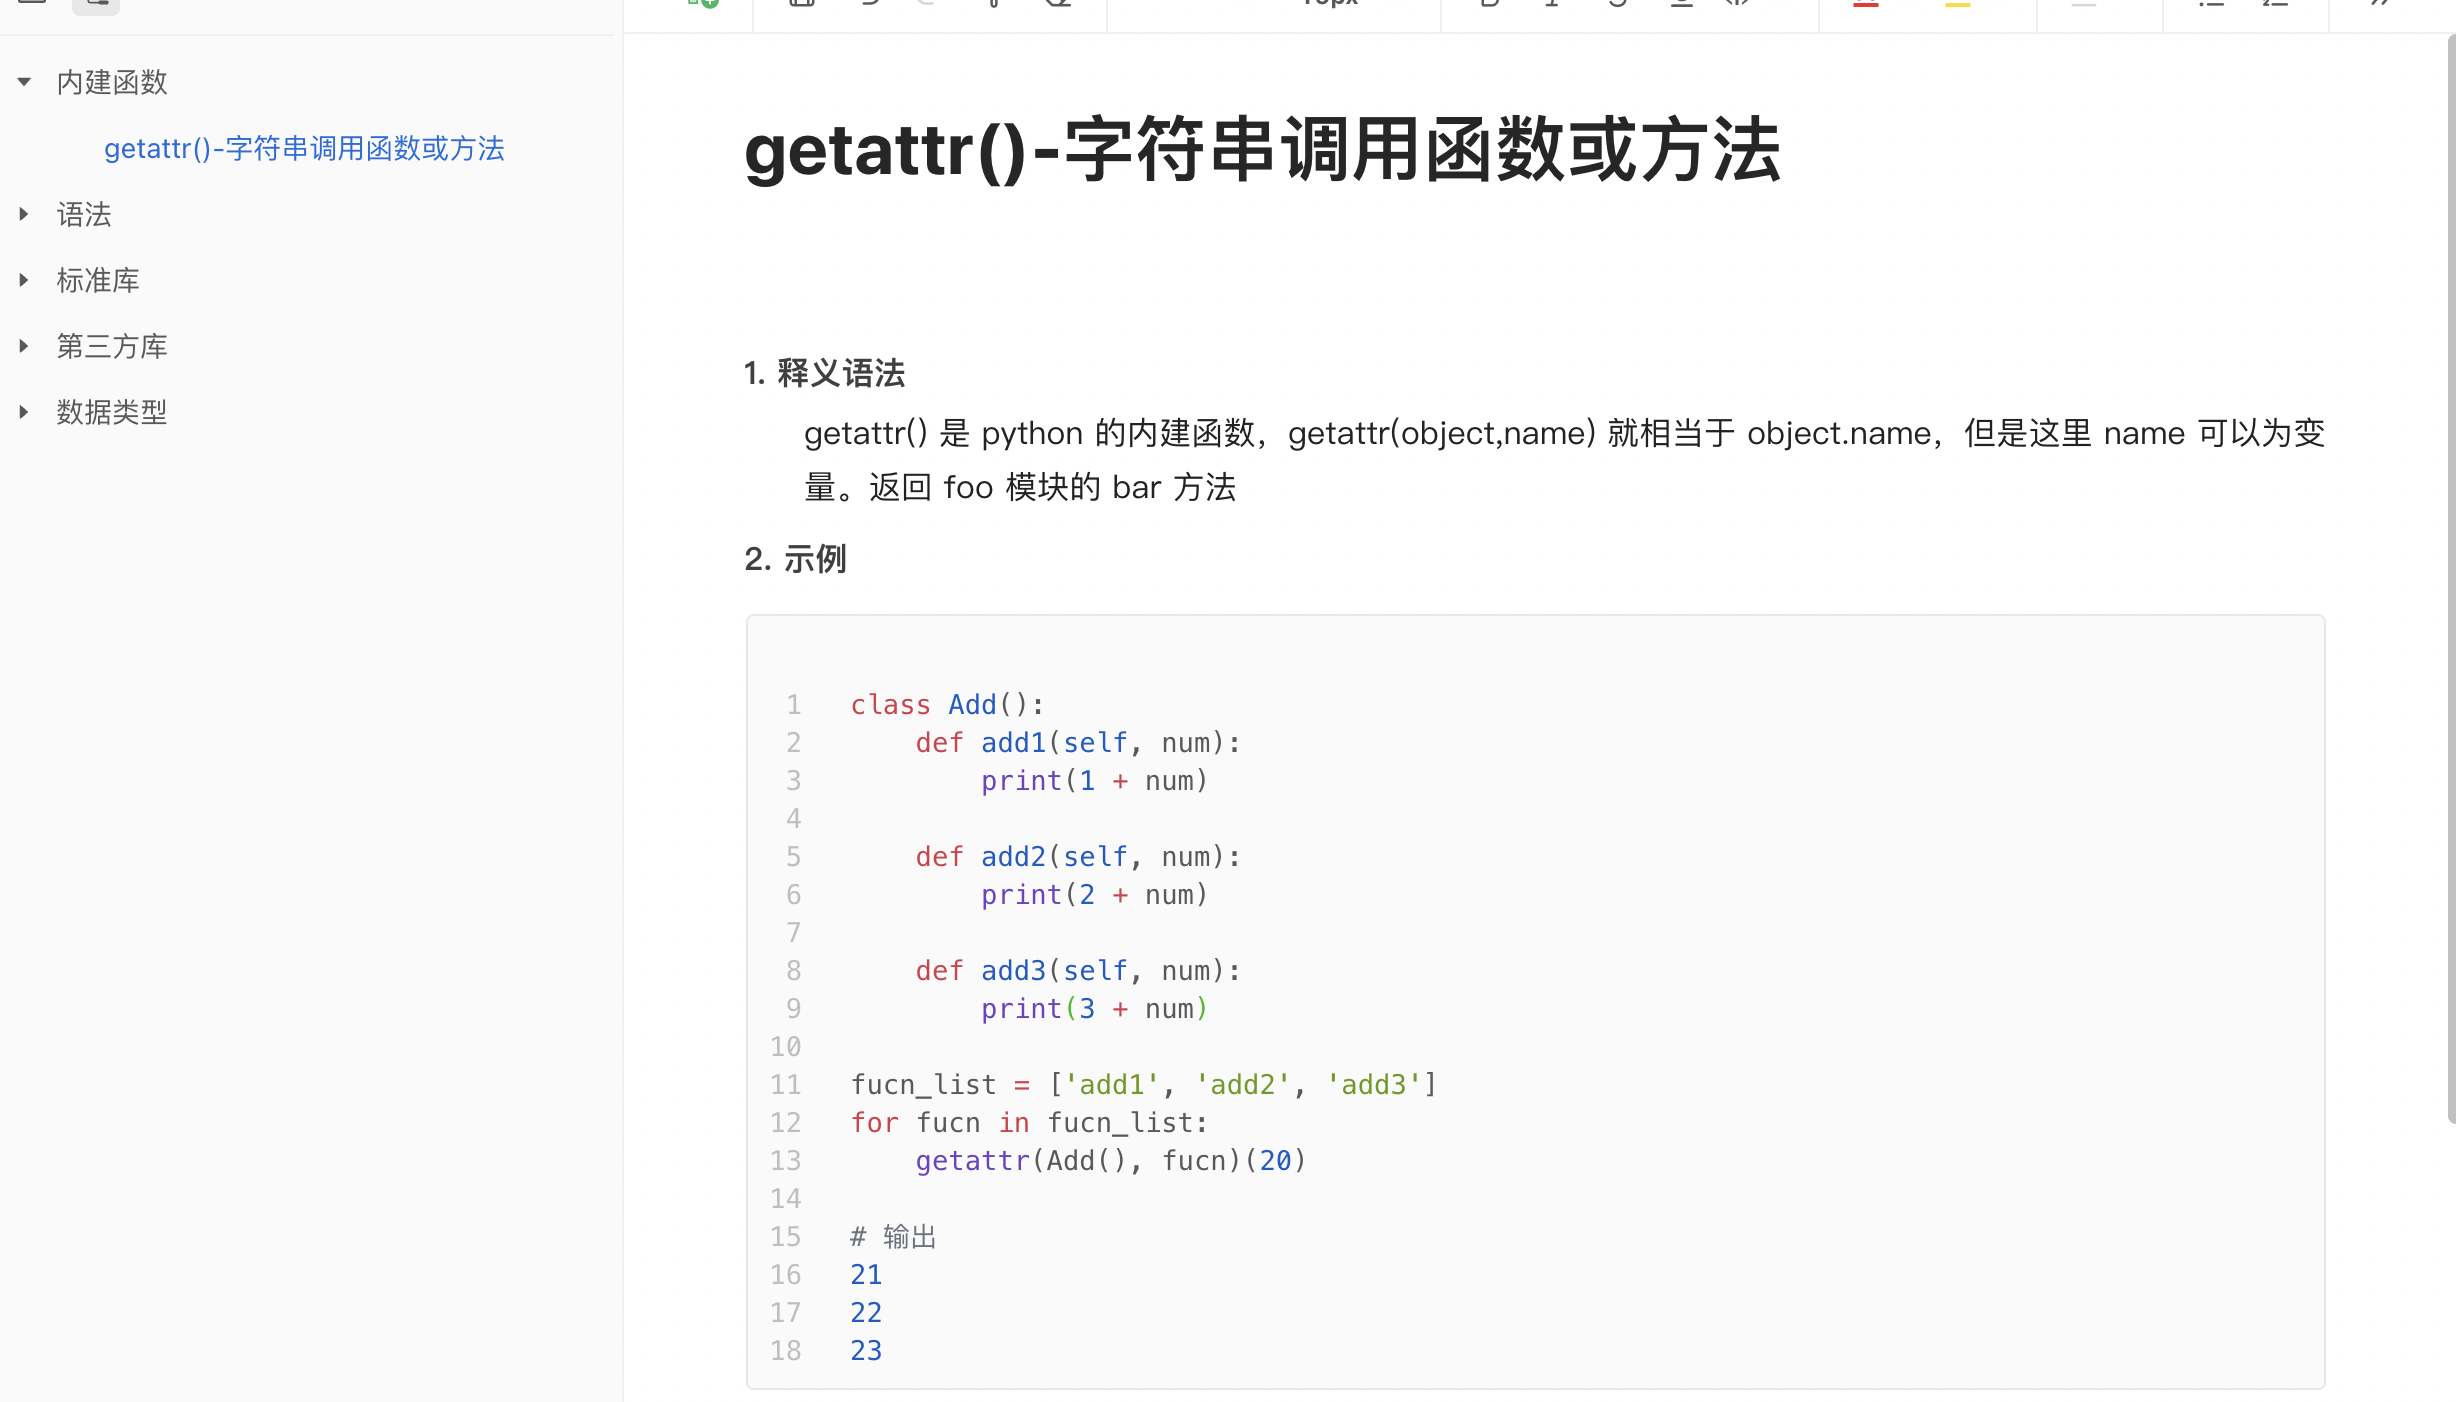 内建函数
getattr()-字符串调用函数或方法
语法
标准库
第三方库
数据类型
getattr()-字符串调用函数或方法
1. 释义语法
getattr() 是 python 的内建函数，getattr(object,name) 就相当于 object.name，但是这里 name 可以为变
量。返回 foo 模块的 bar 方法
2. 示例
1 class Add():
2     def add1(self, num):
3         print(1 + num)
4
5     def add2(self, num):
6         print(2 + num)
7
8     def add3(self, num):
9         print(3 + num)
10
11 fucn_list = ['add1', 'add2', 'add3']
12 for fucn in fucn_list:
13     getattr(Add(), fucn)(20)
14
15 # 输出
16 21
17 22
18 23